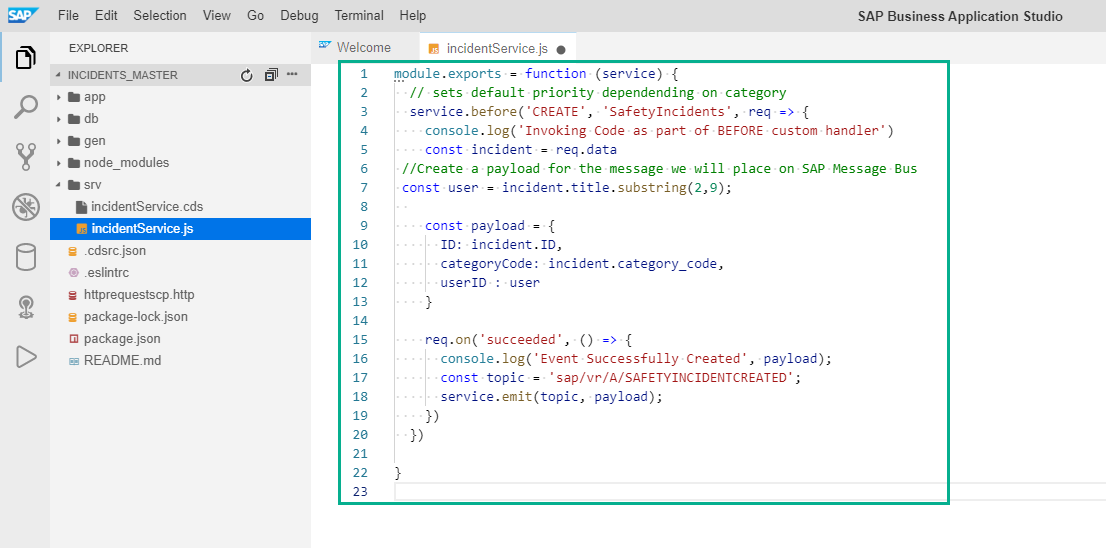 SAP File Edit Selection View Go Debug Terminal Help SAP Business Application Studio
EXPLORER
INCIDENTS_MASTER
app
db
gen
node_modules
srv
incidentService.cds
incidentService.js
.cdsrc.json
.eslintrc
httprequestscp.http
package-lock.json
package.json
README.md
SAP Welcome JS incidentService.js
1 module.exports = function (service) {
2 // sets default priority dependending on category
3 service.before('CREATE', 'SafetyIncidents', req => {
4 console.log('Invoking Code as part of BEFORE custom handler')
5 const incident = req.data
6 //Create a payload for the message we will place on SAP Message Bus
7 const user = incident.title.substring(2,9);
8
9 const payload = {
10 ID: incident.ID,
11 categoryCode: incident.category_code,
12 userID : user
13 }
14
15 req.on('succeeded', () => {
16 console.log('Event Successfully Created', payload);
17 const topic = 'sap/vr/A/SAFETYINCIDENTCREATED';
18 service.emit(topic, payload);
19 })
20 })
21
22 }
23